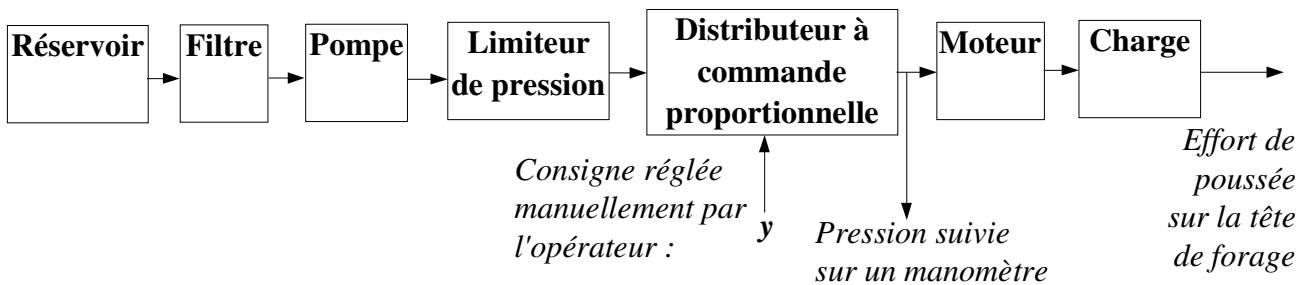 Réservoir
Filtre
Pompe
Limiteur
de pression
Distributeur à
commande
proportionnelle
Moteur
Charge
Consigne réglée
manuellement par
l'opérateur :
y
Pression suivie
sur un manomètre
Effort de
poussée
sur la tête
de forage